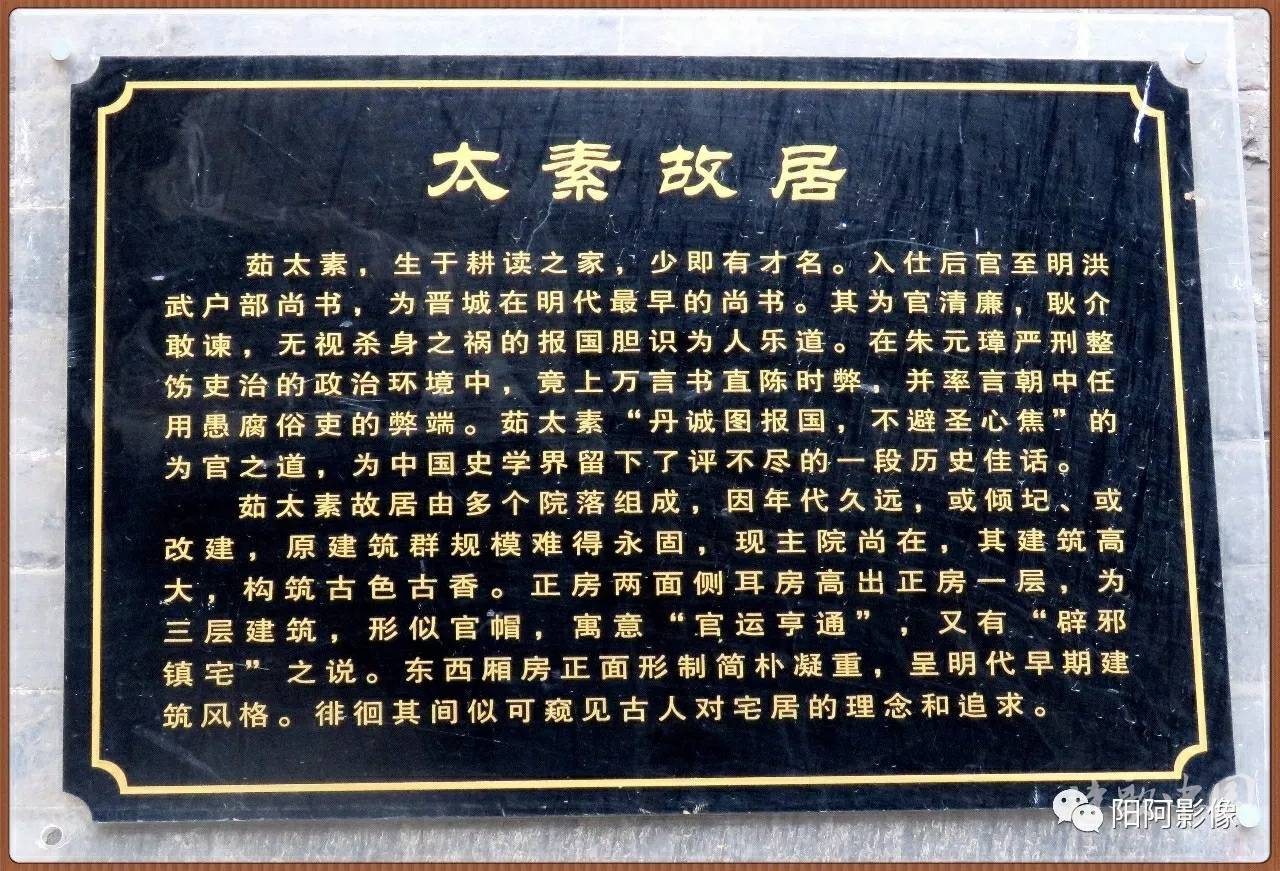 太素故居
茹太素，生于耕读之家，少即有才名。入仕后官至明洪
武户部尚书，为晋城在明代最早的尚书。其为官清廉，耿介
敢谏，无视杀身之祸的报国胆识为人乐道。在朱元璋严刑整
饬吏治的政治环境中，竟上万言书直陈时弊，并率言朝中任
用愚腐俗吏的弊端。茹太素“丹诚图报国，不避圣心焦”的
为官之道，为中国史学界留下了评不尽的一段历史佳话。
茹太素故居由多个院落组成，因年代久远，或倾圮、或
改建，原建筑群规模难得永固，现主院尚在，其建筑高
大，构筑古色古香。正房两面侧耳房高出正房一层，为
三层建筑，形似官帽，寓意“官运亨通”，又有“辟邪
镇宅”之说。东西厢房正面形制简朴凝重，呈明代早期建
筑风格。徘徊其间似可窥见古人对宅居的理念和追求。
阳阿影像